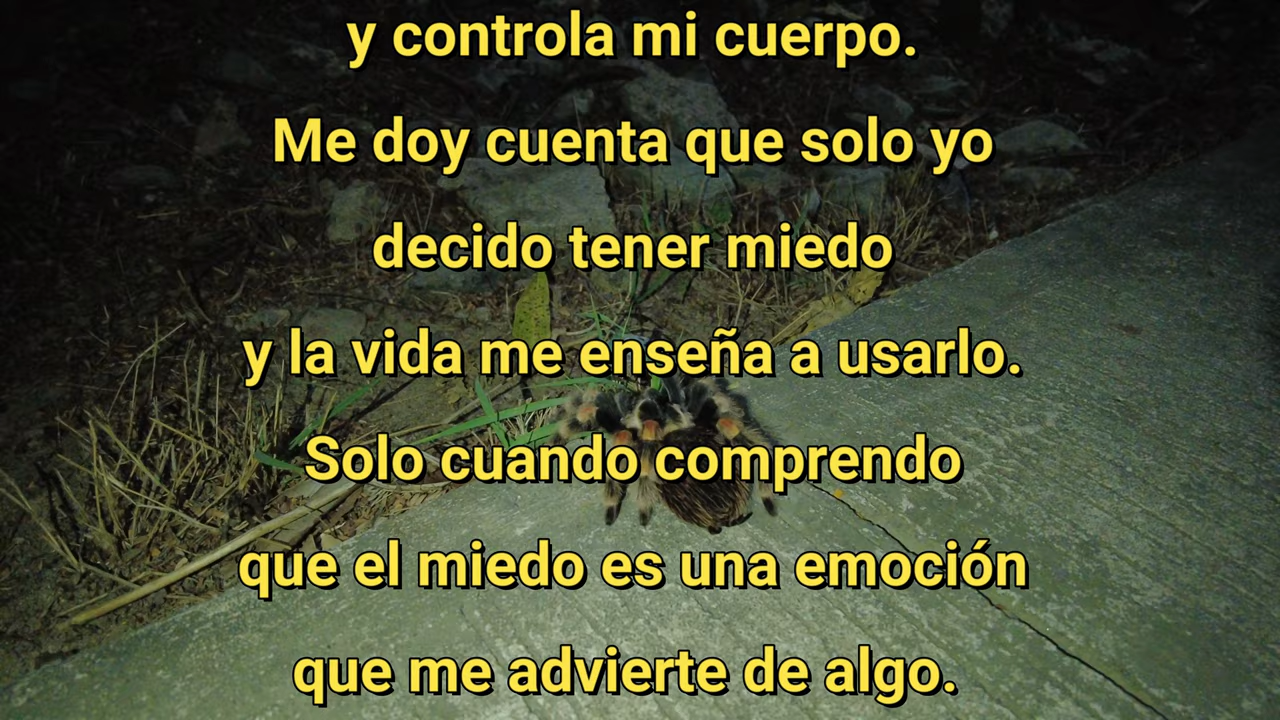 y controla mi cuerpo.
Me doy cuenta que solo yo
decido tener miedo
y la vida me enseña a usarlo.
Solo cuando comprendo
que el miedo es una emoción
que me advierte de algo.